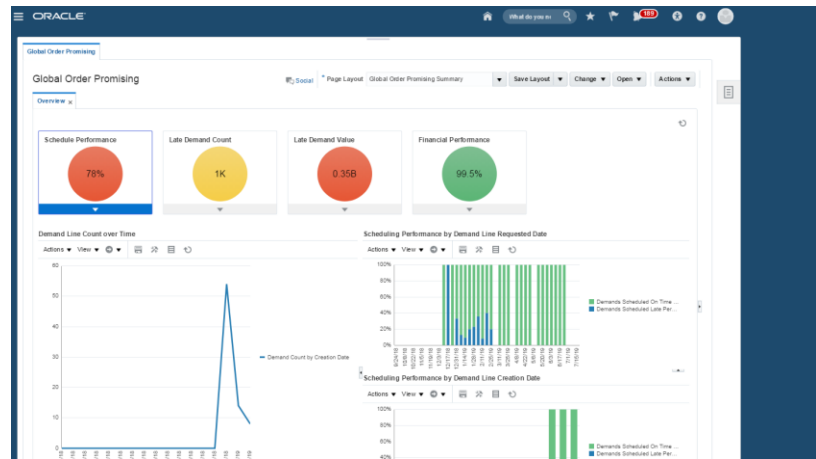 ORACLE
What do you wa
189
Global Order Promising
Global Order Promising
Social
* Page Layout Global Order Promising Summary
Save Layout
Change
Open
Actions
Overview
Schedule Performance
Late Demand Count
Late Demand Value
Financial Performance
78%
1K
0.35B
99.5%
Demand Line Count over Time
Scheduling Performance by Demand Line Requested Date
Actions View
Actions View
60
50
40
30
20
10
0
Demand Count by Creation Date
100%
80%
60%
40%
20%
0%
Demands Scheduled On Time ...
Demands Scheduled Late Per...
Scheduling Performance by Demand Line Creation Date
Actions View
100%
80%
60%
40%
Demands Scheduled On Time ...
Demands Scheduled Late Per...